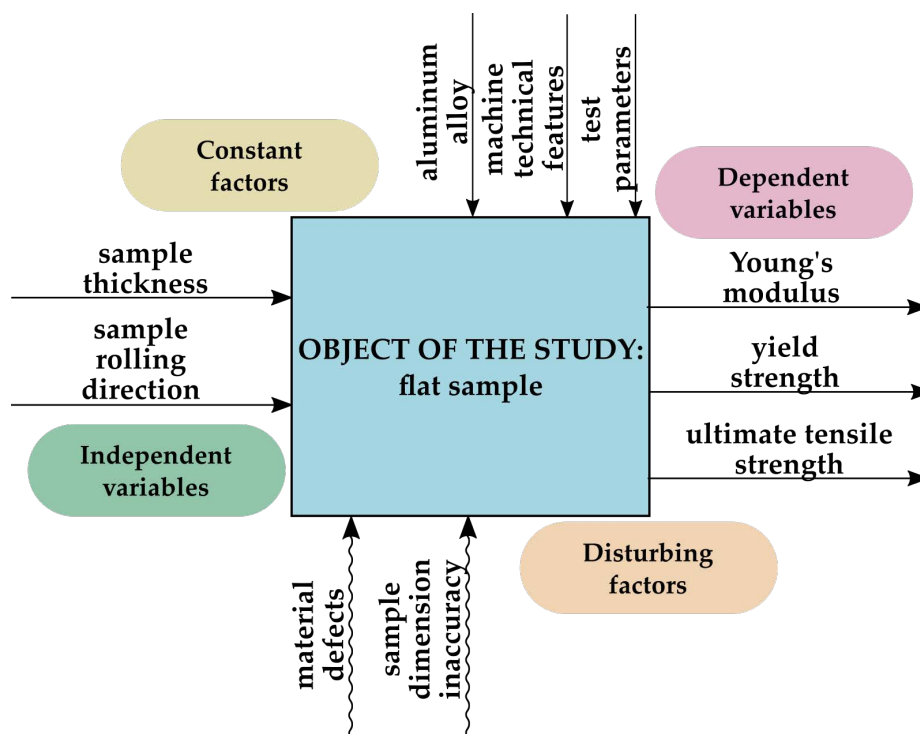 aluminum
alloy
machine
technical
features
test
parameters
Constant
factors
Dependent
variables
sample
thickness
sample
rolling
direction
Independent
variables
OBJECT OF THE STUDY:
flat sample
Young's
modulus
yield
strength
ultimate tensile
strength
Disturbing
factors
material
defects
sample
dimension
inaccuracy